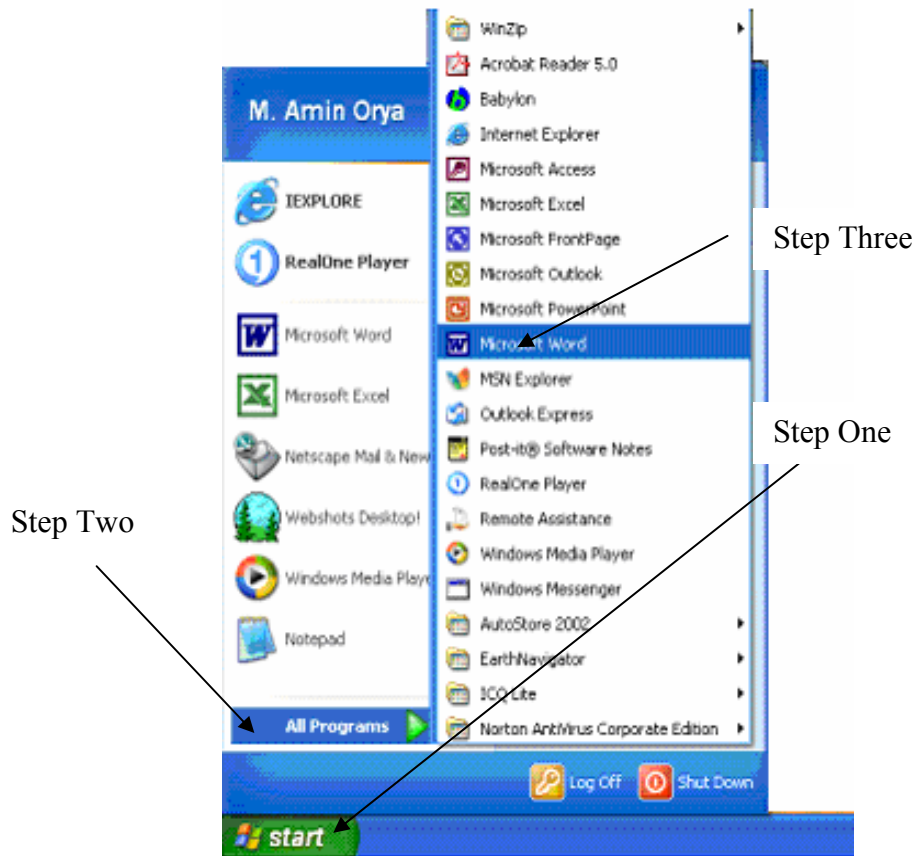 M. Amin Orya
IEXPLORE
RealOne Player
Microsoft Word
Microsoft Excel
Netscape Mail & New
Webshots Desktop!
Windows Media Playe
Notepad
All Programs
WinZip
Acrobat Reader 5.0
Babylon
Internet Explorer
Microsoft Access
Microsoft Excel
Microsoft FrontPage
Microsoft Outlook
Microsoft PowerPoint
Microsoft Word
MSN Explorer
Outlook Express
Post-it® Software Notes
RealOne Player
Remote Assistance
Windows Media Player
Windows Messenger
AutoStore 2002
EarthNavigator
ICQ Lite
Norton AntiVirus Corporate Edition
Log Off
Shut Down
start
Step Three
Step One
Step Two